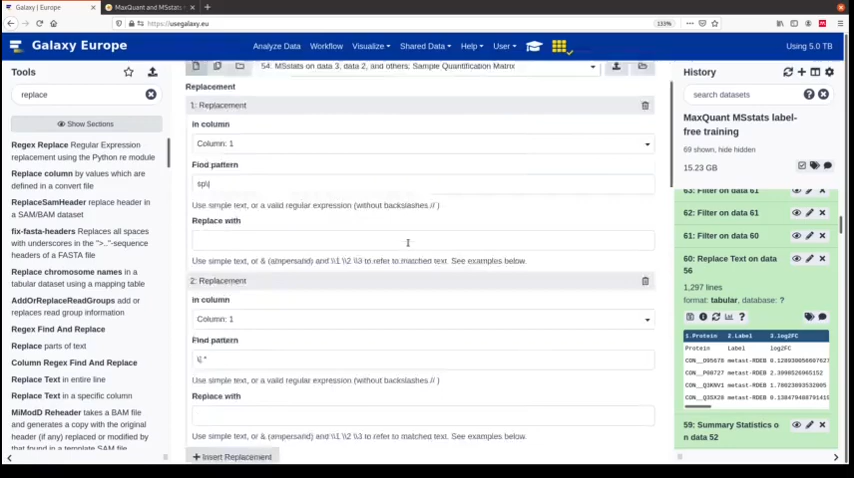 Galaxy | Europe
MaxQuant and MSstats
https://usegalaxy.eu
133%
Galaxy Europe
Analyze Data
Workflow
Visualize
Shared Data
Help
User
Using 5.0 TB
Tools
replace
Show Sections
Regex Replace Regular Expression
replacement using the Python re module
Replace column by values which are
defined in a convert file
ReplaceSamHeader replace header in
a SAM/BAM dataset
fix-fasta-headers Replaces all spaces
with underscores in the ">.."-sequence
headers of a FASTA file
Replace chromosome names in a
tabular dataset using a mapping table
AddOrReplaceReadGroups add or
replaces read group information
Regex Find And Replace
Replace parts of text
Column Regex Find And Replace
Replace Text in entire line
Replace Text in a specific column
MiModD Reheader takes a BAM file
and generates a copy with the original
header (if any) replaced or modified by
that found in a template SAM file
54: MSstats on data 3, data 2, and others: Sample Quantification Matrix
Replacement
1: Replacement
in column
Column: 1
Find pattern
sp\|
Use simple text, or a valid regular expression (without backslashes // )
Replace with
Use simple text, or & (ampersand) and \\1 \\2 \\3 to refer to matched text. See examples below.
2: Replacement
in column
Column: 1
Find pattern
\|.*
Use simple text, or a valid regular expression (without backslashes // )
Replace with
Use simple text, or & (ampersand) and \\1 \\2 \\3 to refer to matched text. See examples below.
Insert Replacement
History
search datasets
MaxQuant MSstats label-
free training
69 shown, hide hidden
15.23 GB
63: Filter on data 61
62: Filter on data 61
61: Filter on data 60
60: Replace Text on data
56
1,297 lines
format: tabular, database: ?
1.Protein 2.Label 3.log2FC
Protein Label log2FC
59: Summary Statistics o
n data 52